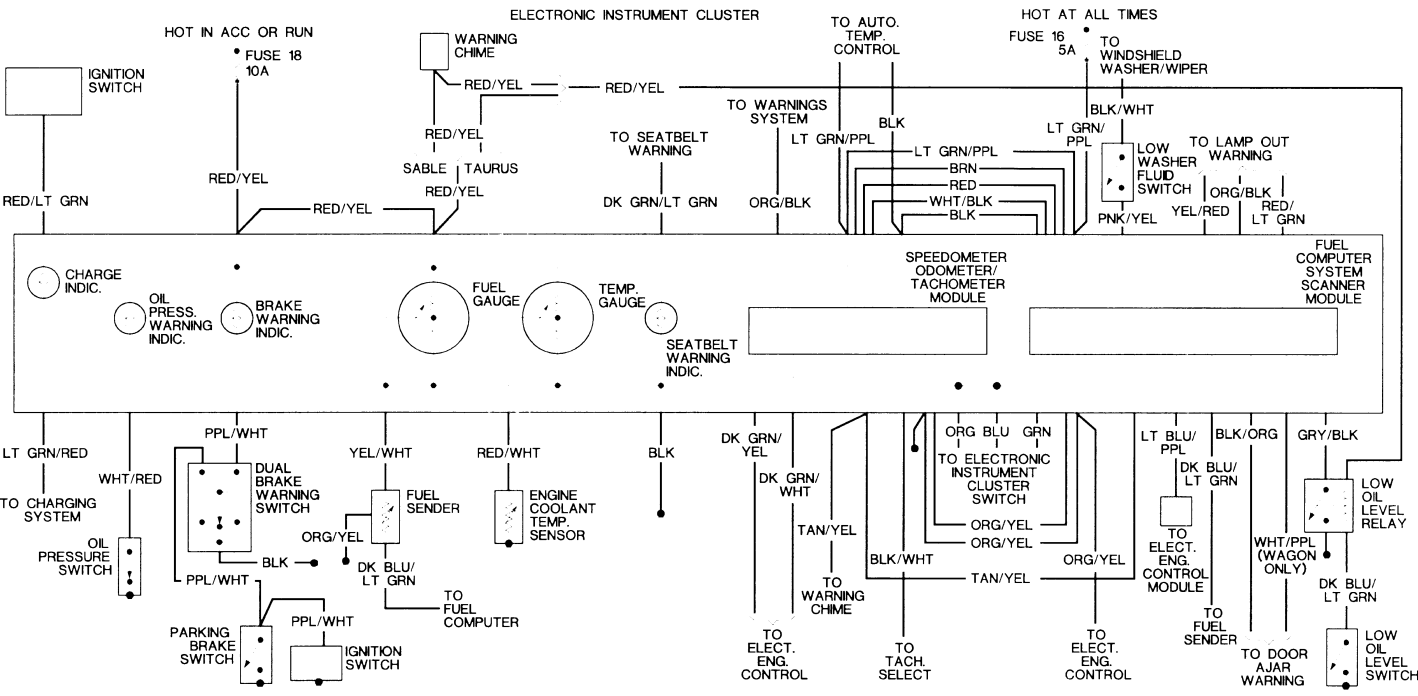 ELECTRONIC INSTRUMENT CLUSTER
HOT IN ACC OR RUN
FUSE 18
10A
IGNITION
SWITCH
WARNING
CHIME
TO AUTO.
TEMP.
CONTROL
HOT AT ALL TIMES
FUSE 16
5A
TO
WINDSHIELD
WASHER/WIPER
RED/YEL
RED/YEL
TO WARNINGS
SYSTEM
BLK
BLK/WHT
RED/YEL
TO SEATBELT
WARNING
LT GRN/PPL
LT GRN/
PPL
LT GRN/PPL
BRN
RED
WHT/BLK
BLK
LOW
WASHER
FLUID
SWITCH
TO LAMP OUT
WARNING
SABLE
TAURUS
RED/YEL
RED/YEL
RED/YEL
RED/LT GRN
DK GRN/LT GRN
ORG/BLK
PNK/YEL
YEL/RED
ORG/BLK
RED/
LT GRN
CHARGE
INDIC.
OIL
PRESS.
WARNING
INDIC.
BRAKE
WARNING
INDIC.
FUEL
GAUGE
TEMP.
GAUGE
SEATBELT
WARNING
INDIC.
SPEEDOMETER
ODOMETER/
TACHOMETER
MODULE
FUEL
COMPUTER
SYSTEM
SCANNER
MODULE
LT GRN/RED
TO CHARGING
SYSTEM
WHT/RED
OIL
PRESSURE
SWITCH
PPL/WHT
DUAL
BRAKE
WARNING
SWITCH
BLK
PPL/WHT
PPL/WHT
PARKING
BRAKE
SWITCH
IGNITION
SWITCH
YEL/WHT
FUEL
SENDER
ORG/YEL
DK BLU/
LT GRN
TO
FUEL
COMPUTER
RED/WHT
ENGINE
COOLANT
TEMP.
SENSOR
BLK
DK GRN/
YEL
DK GRN/
WHT
TO
ELECT.
ENG.
CONTROL
TAN/YEL
TO
WARNING
CHIME
BLK/WHT
TO
TACH.
SELECT
ORG
BLU
GRN
TO ELECTRONIC
INSTRUMENT
CLUSTER
SWITCH
ORG/YEL
ORG/YEL
TAN/YEL
ORG/YEL
TO
ELECT.
ENG.
CONTROL
LT BLU/
PPL
TO
ELECT.
ENG.
CONTROL
MODULE
DK BLU/
LT GRN
TO
FUEL
SENDER
BLK/ORG
WHT/PPL
(WAGON
ONLY)
TO DOOR
AJAR
WARNING
GRY/BLK
LOW
OIL
LEVEL
RELAY
DK BLU/
LT GRN
LOW
OIL
LEVEL
SWITCH